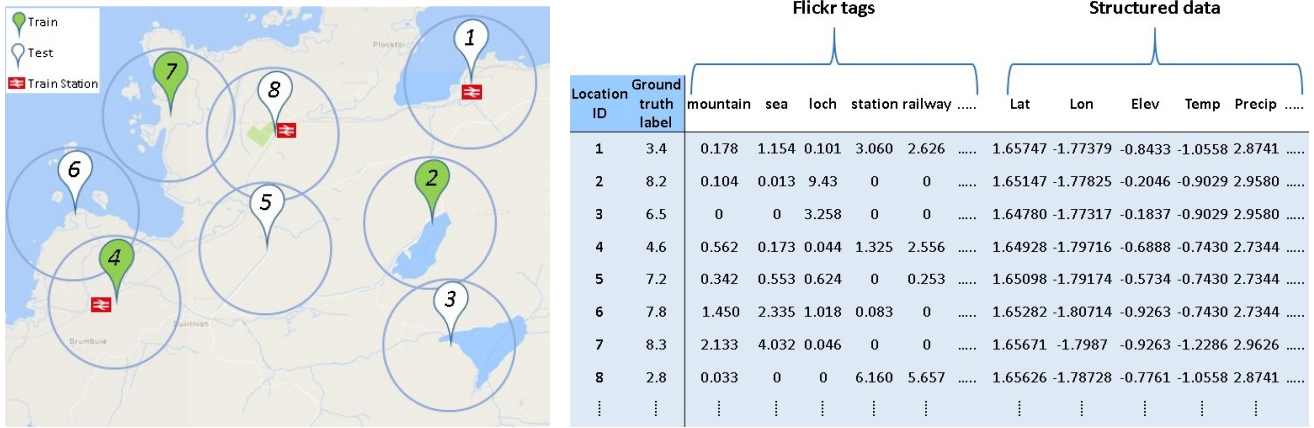 Train
Test
Train Station
Plockton
1
7
8
6
2
5
4
3
Duirinish
Drumbuie
Flickr tags Structured data
Location ID Ground truth label mountain sea loch station railway ..... Lat Lon Elev Temp Precip .....
1 3.4 0.178 1.154 0.101 3.060 2.626 ..... 1.65747 -1.77379 -0.8433 -1.0558 2.8741 .....
2 8.2 0.104 0.013 9.43 0 0 ..... 1.65147 -1.77825 -0.2046 -0.9029 2.9580 .....
3 6.5 0 0 3.258 0 0 ..... 1.64780 -1.77317 -0.1837 -0.9029 2.9580 .....
4 4.6 0.562 0.173 0.044 1.325 2.556 ..... 1.64928 -1.79716 -0.6888 -0.7430 2.7344 .....
5 7.2 0.342 0.553 0.624 0 0.253 ..... 1.65098 -1.79174 -0.5734 -0.7430 2.7344 .....
6 7.8 1.450 2.335 1.018 0.083 0 ..... 1.65282 -1.80714 -0.9263 -0.7430 2.7344 .....
7 8.3 2.133 4.032 0.046 0 0 ..... 1.65671 -1.7987 -0.9263 -1.2286 2.9626 .....
8 2.8 0.033 0 0 6.160 5.657 ..... 1.65626 -1.78728 -0.7761 -1.0558 2.8741 .....